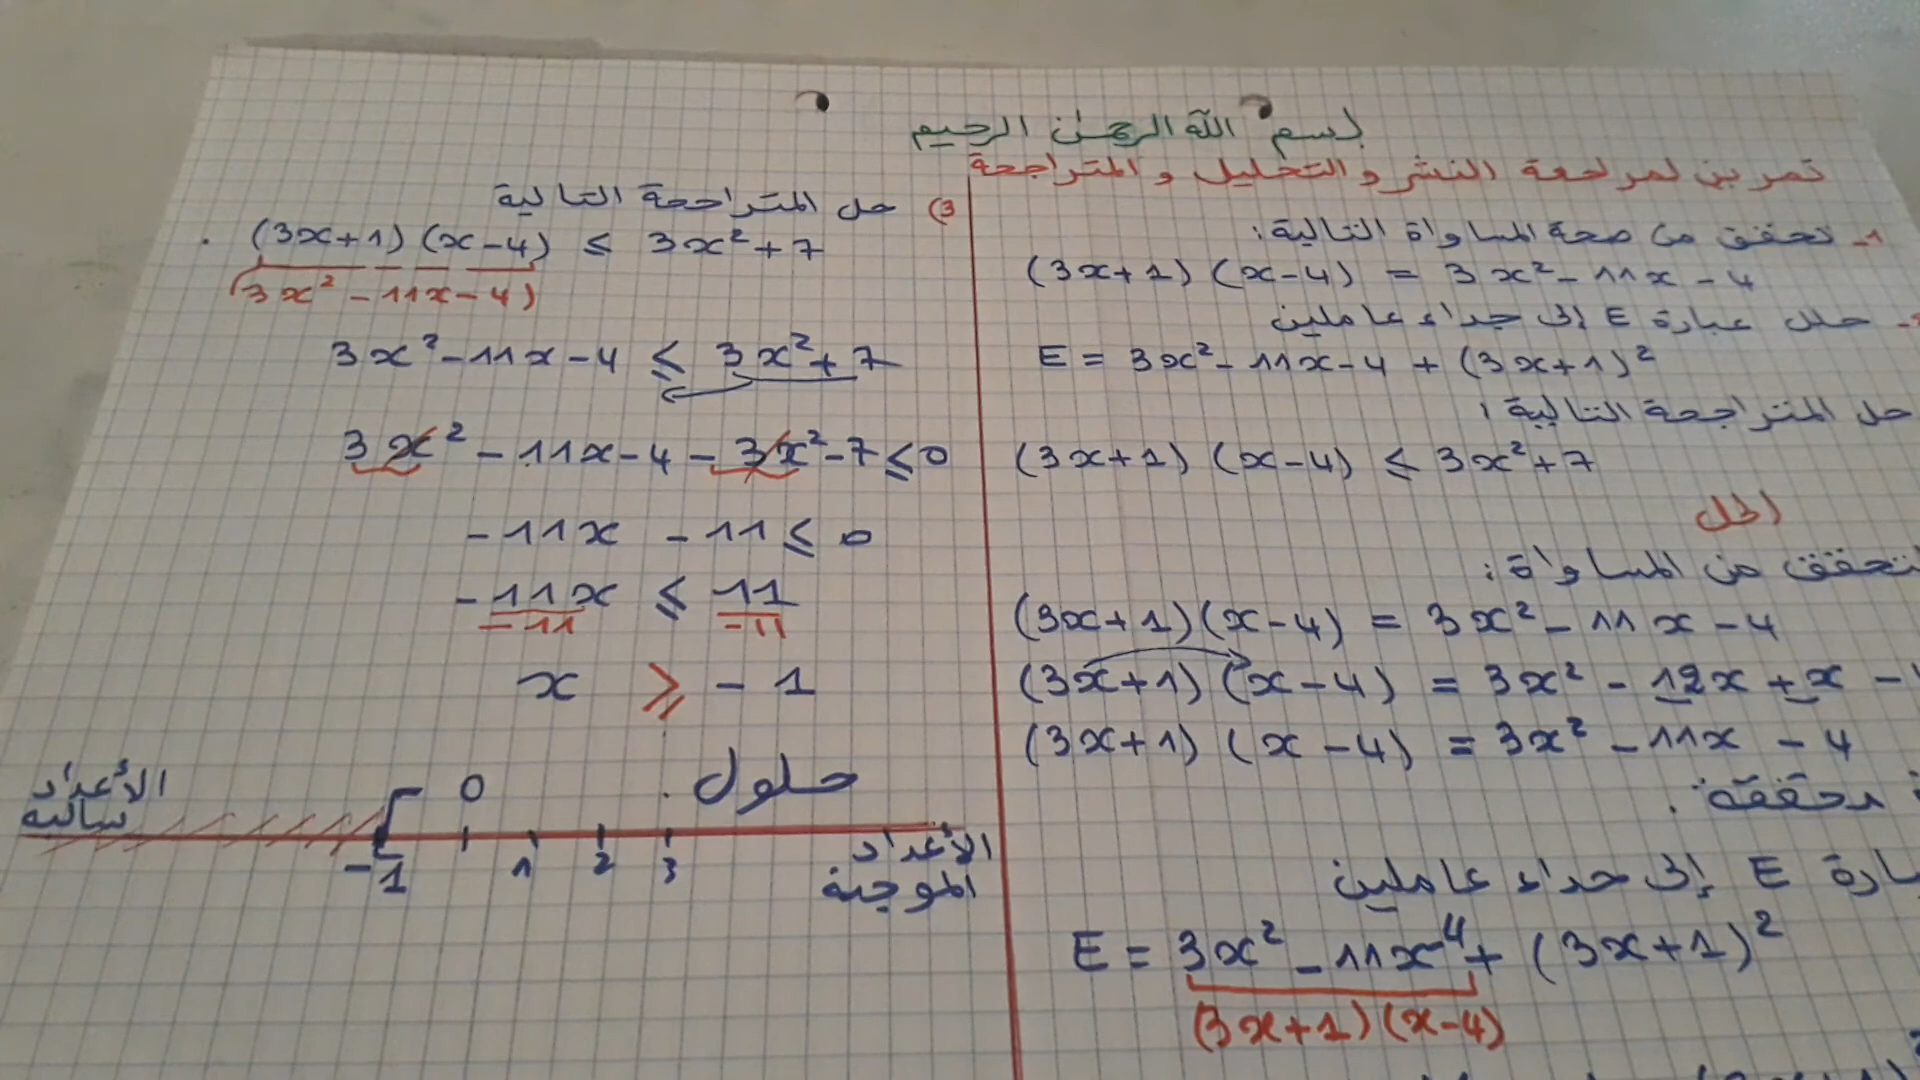 بسم الله الرحمٰن الرحيم
تمرين لمراجعة النشر والتحليل و المتراجحة
1- تحقق من صحة المساواة التالية:
(3x+1) (x-4) = 3x² - 11x - 4
حلل عبارة E إلى جداء عاملين
E = 3x² - 11x - 4 + (3x+1)²
حل المتراجحة التالية:
(3x+1) (x-4) ≤ 3x² + 7
الحل
من المساواة:
(3x+1)(x-4) = 3x² - 11x - 4
(3x+1) (x-4) = 3x² - 12x + x -
(3x+1) (x-4) = 3x² - 11x - 4
محققة.
E إلى جداء عاملين
E = 3x² - 11x - 4 + (3x+1)²
(3x+1)(x-4)
3) حل المتراجحة التالية
(3x+1) (x-4) ≤ 3x² + 7
(3x² - 11x - 4)
3x² - 11x - 4 ≤ 3x² + 7
3x² - 11x - 4 - 3x² - 7 ≤ 0
-11x - 11 ≤ 0
-11x ≤ 11
-11 -11
x ≥ -1
الأعداد 0 حلول
سالبة
-1 1 2 3 الأعداد
الموجبة